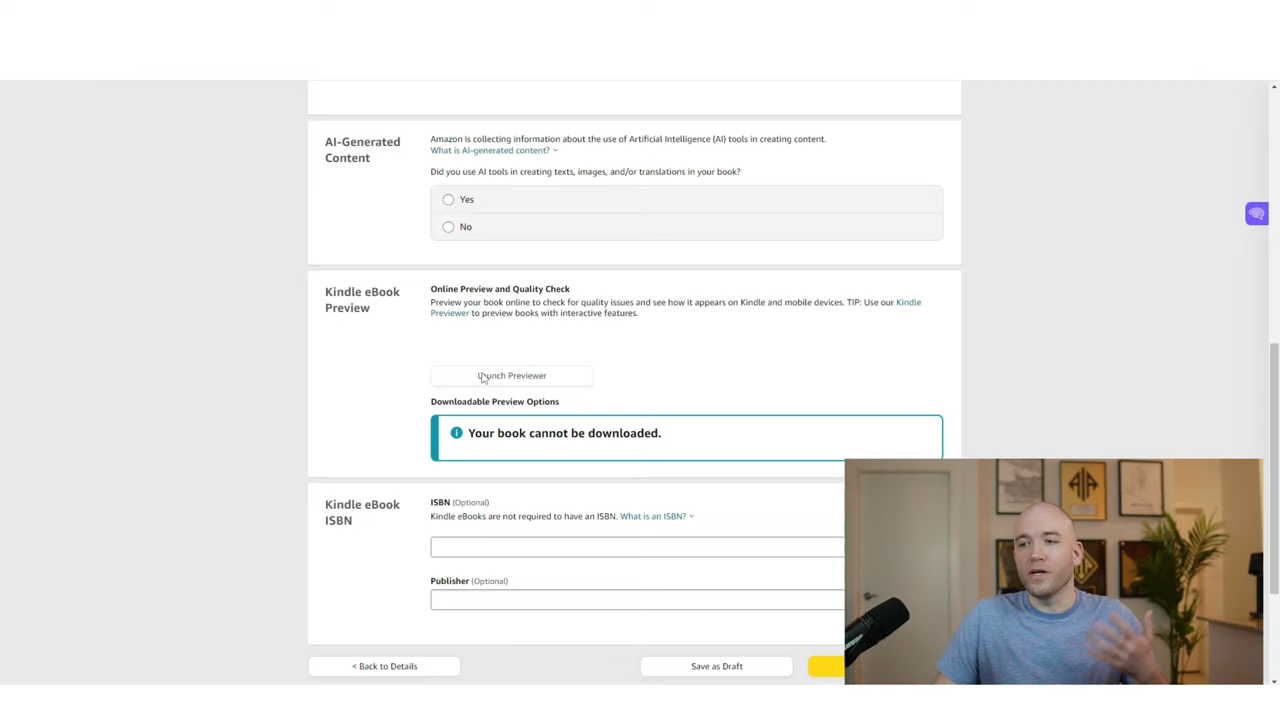 AI-Generated
Content
Amazon is collecting information about the use of Artificial Intelligence (AI) tools in creating content.
What is AI-generated content?
Did you use AI tools in creating texts, images, and/or translations in your book?
Yes
No
Kindle eBook
Preview
Online Preview and Quality Check
Preview your book online to check for quality issues and see how it appears on Kindle and mobile devices. TIP: Use our Kindle
Previewer to preview books with interactive features.
Launch Previewer
Downloadable Preview Options
Your book cannot be downloaded.
Kindle eBook
ISBN
ISBN (Optional)
Kindle eBooks are not required to have an ISBN. What is an ISBN?
Publisher (Optional)
< Back to Details
Save as Draft